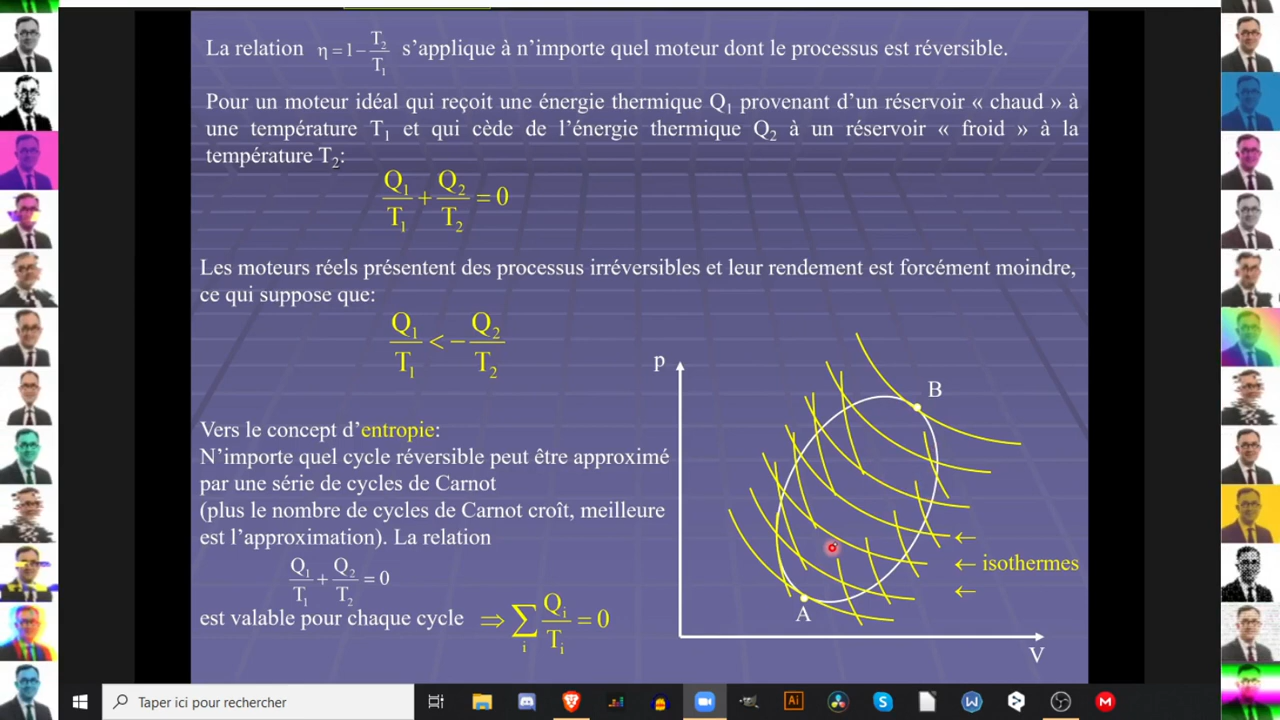 La relation η = 1 − T₂/T₁ s’applique à n’importe quel moteur dont le processus est réversible.
Pour un moteur idéal qui reçoit une énergie thermique Q₁ provenant d’un réservoir « chaud » à
une température T₁ et qui cède de l’énergie thermique Q₂ à un réservoir « froid » à la
température T₂:
Q₁/T₁ + Q₂/T₂ = 0
Les moteurs réels présentent des processus irréversibles et leur rendement est forcément moindre,
ce qui suppose que:
Q₁/T₁ < − Q₂/T₂
Vers le concept d’entropie:
N’importe quel cycle réversible peut être approximé
par une série de cycles de Carnot
(plus le nombre de cycles de Carnot croît, meilleure
est l’approximation). La relation
Q₁/T₁ + Q₂/T₂ = 0
est valable pour chaque cycle ⇒ ∑ᵢ Qᵢ/Tᵢ = 0
p
B
← 
← isothermes
←
A
V
Taper ici pour rechercher
Ai
S
W
M